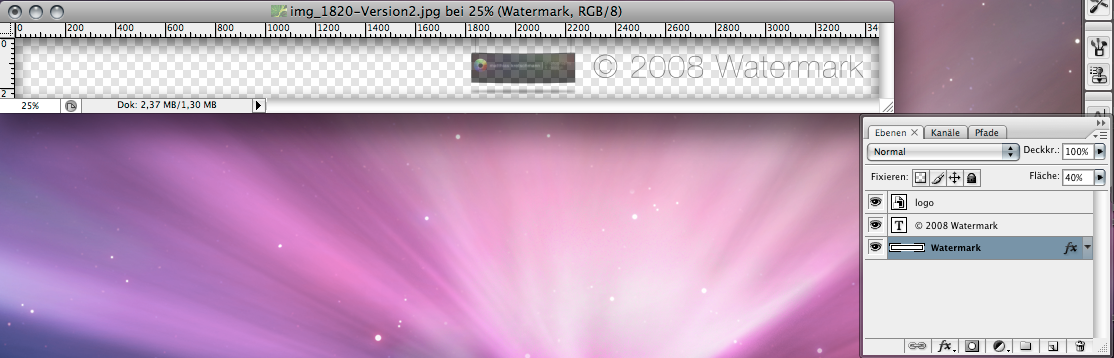 img_1820-Version2.jpg bei 25% (Watermark, RGB/8)
0 200 400 600 800 1000 1200 1400 1600 1800 2000 2200 2400 2600 2800 3000 3200 34
0
2
© 2008 Watermark
25% Dok: 2,37 MB/1,30 MB
Ebenen Kanäle Pfade
Normal Deckkr.: 100%
Fixieren: Fläche: 40%
logo
T © 2008 Watermark
Watermark fx
fx